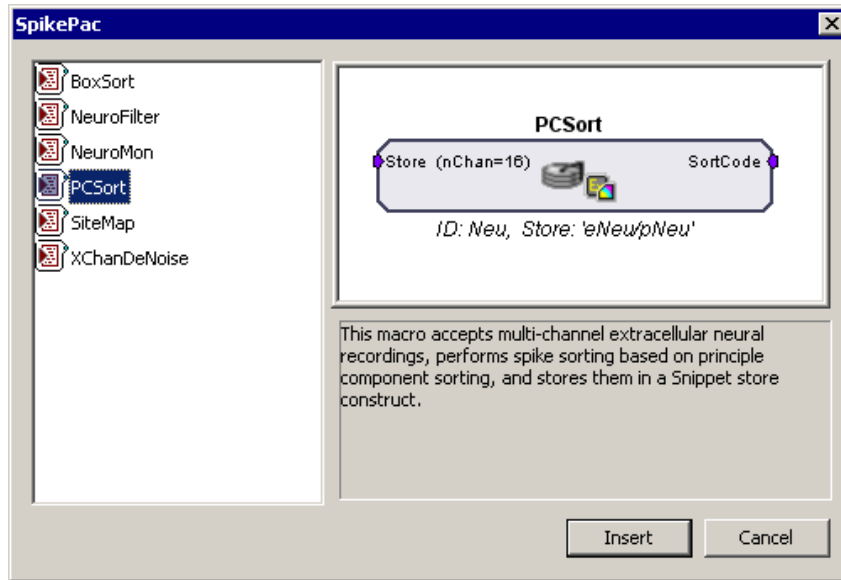 SpikePac
BoxSort
NeuroFilter
NeuroMon
PCSort
SiteMap
XChanDeNoise
PCSort
Store (nChan=16) SortCode
ID: Neu, Store: 'eNeu/pNeu'
This macro accepts multi-channel extracellular neural
recordings, performs spike sorting based on principle
component sorting, and stores them in a Snippet store
construct.
Insert Cancel